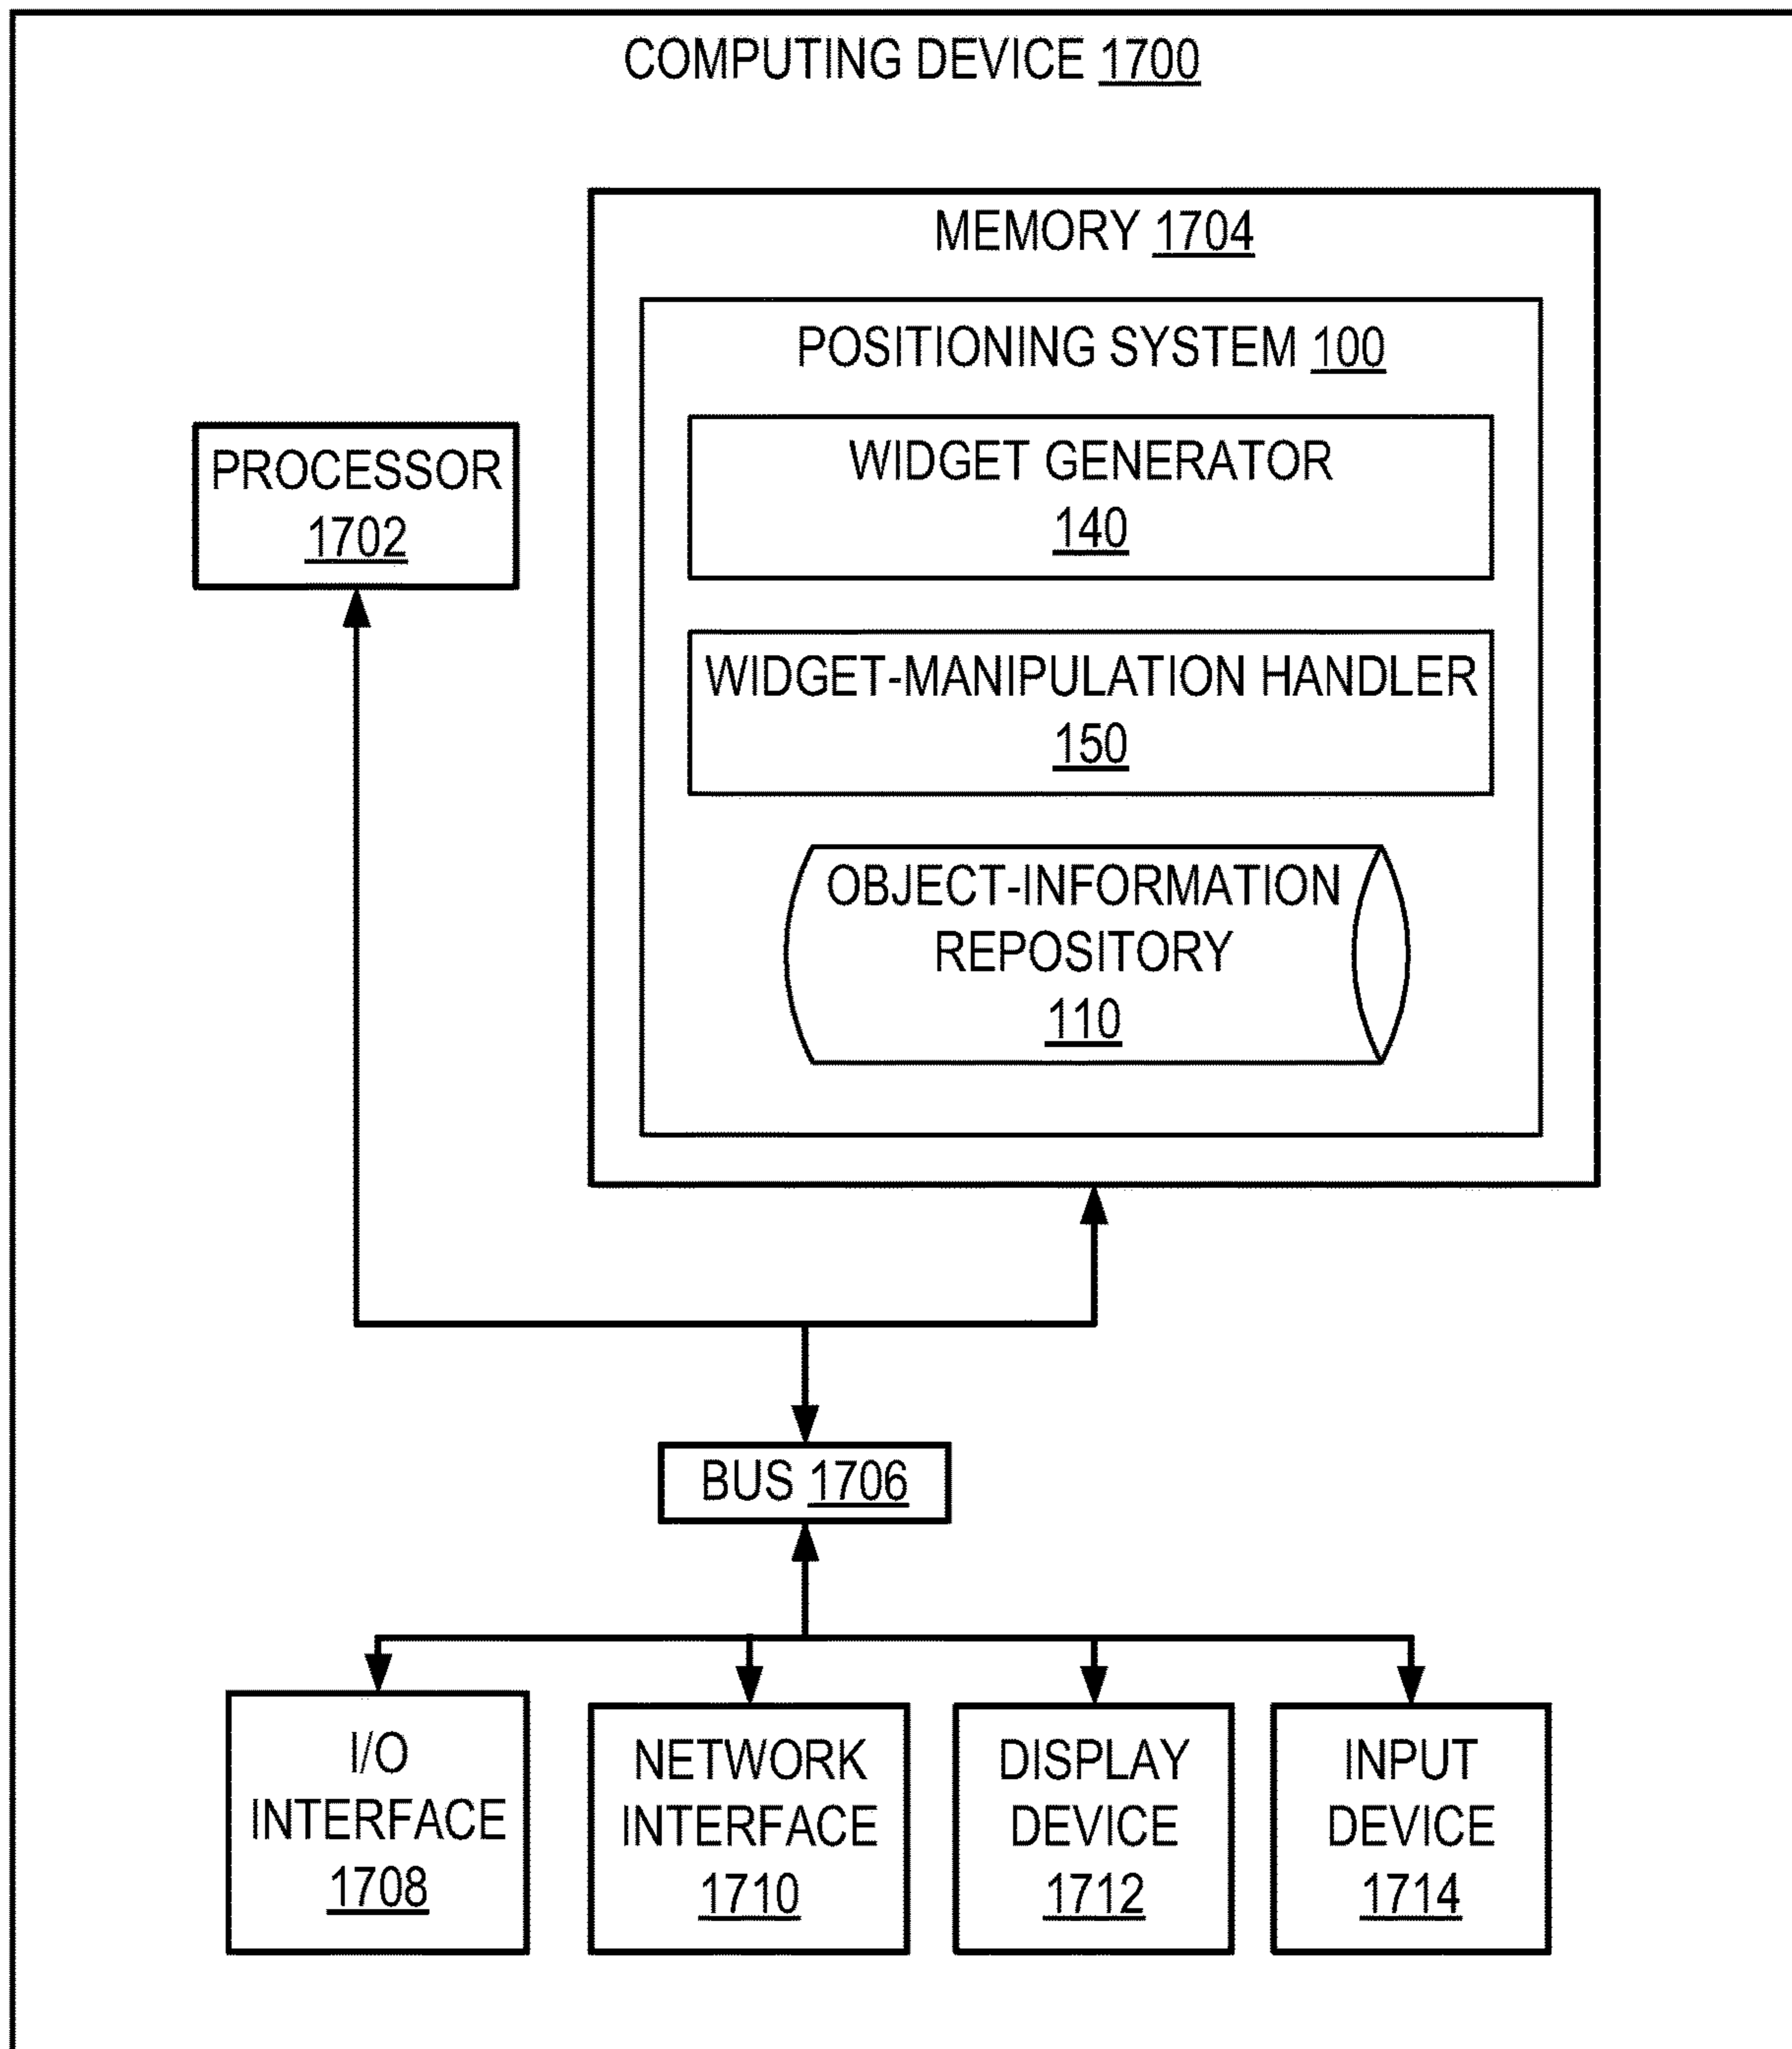 COMPUTING DEVICE 1700
MEMORY 1704
POSITIONING SYSTEM 100
WIDGET GENERATOR
140
PROCESSOR
1702
WIDGET-MANIPULATION HANDLER
150
OBJECT-INFORMATION
REPOSITORY
110
BUS 1706
I/O
INTERFACE
1708
NETWORK
INTERFACE
1710
DISPLAY
DEVICE
1712
INPUT
DEVICE
1714